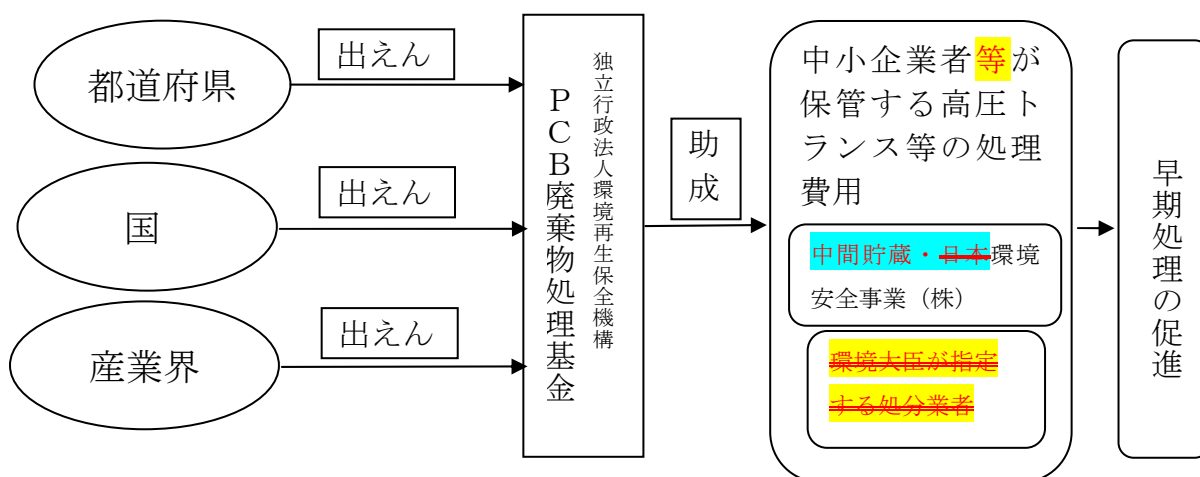 都道府県
出えん
国
出えん
産業界
出えん
独立行政法人環境再生保全機構
PCB廃棄物処理基金
助成
中小企業者等が
保管する高圧ト
ランス等の処理
費用
中間貯蔵・日本環境
安全事業（株）
環境大臣が指定
する処分業者
早期処理の促進